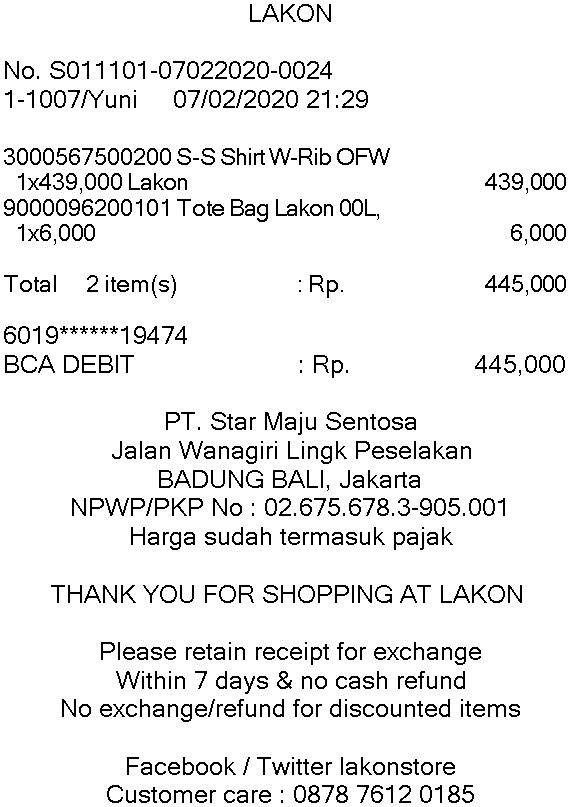 LAKON
No. S011101-07022020-0024
1-1007/Yuni 07/02/2020 21:29
3000567500200 S-S Shirt W-Rib OFW
1x439,000 Lakon 439,000
9000096200101 Tote Bag Lakon 00L,
1x6,000 6,000
Total 2 item(s) : Rp. 445,000
6019******19474
BCA DEBIT : Rp. 445,000
PT. Star Maju Sentosa
Jalan Wanagiri Lingk Peselakan
BADUNG BALI, Jakarta
NPWP/PKP No : 02.675.678.3-905.001
Harga sudah termasuk pajak
THANK YOU FOR SHOPPING AT LAKON
Please retain receipt for exchange
Within 7 days & no cash refund
No exchange/refund for discounted items
Facebook / Twitter lakonstore
Customer care : 0878 7612 0185